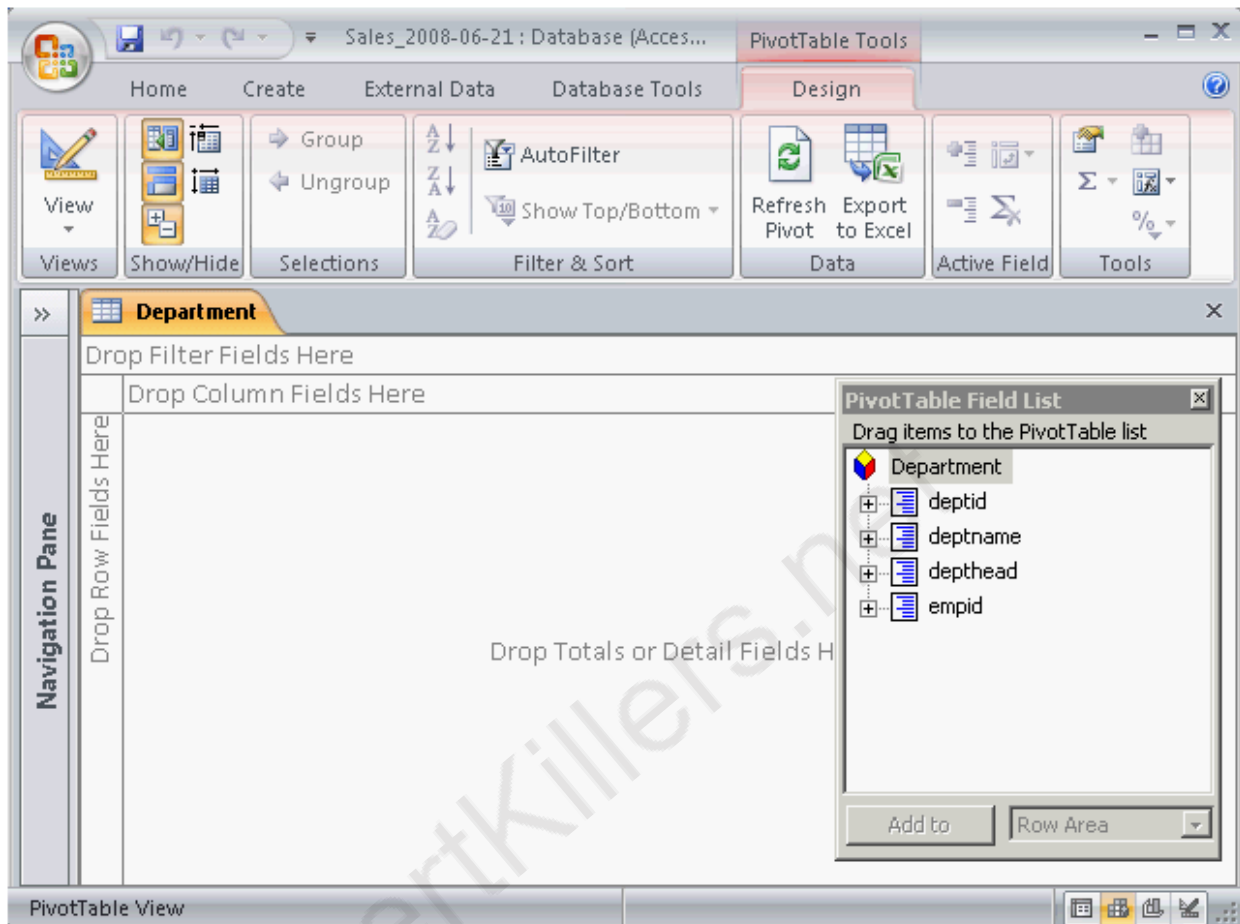 Sales_2008-06-21 : Database (Acces...
PivotTable Tools
Home Create External Data Database Tools Design
View
Group
Ungroup
AutoFilter
Show Top/Bottom
Refresh Pivot
Export to Excel
Views Show/Hide Selections Filter & Sort Data Active Field Tools
Department
Navigation Pane
Drop Filter Fields Here
Drop Column Fields Here
Drop Row Fields Here
Drop Totals or Detail Fields H
PivotTable Field List
Drag items to the PivotTable list
Department
deptid
deptname
depthead
empid
Add to
Row Area
PivotTable View
ertKillers.net